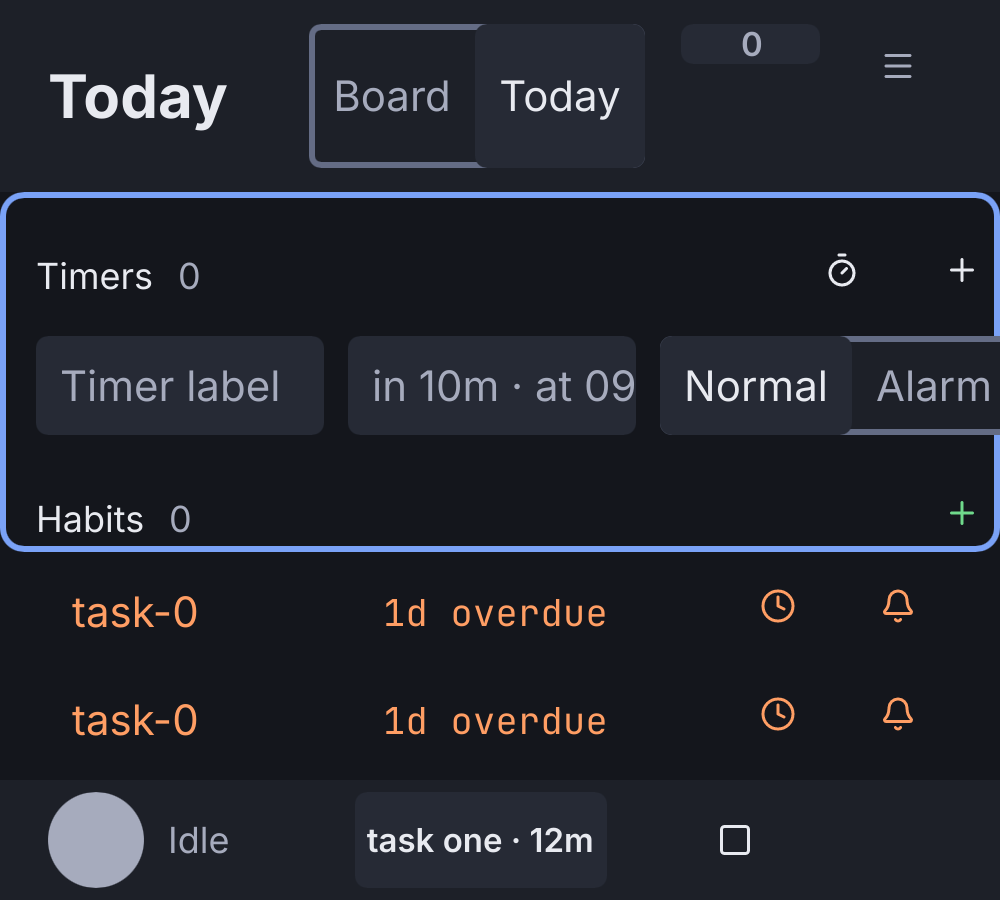 Today Board Today 0
Timers 0
Timer label in 10m · at 09 Normal Alarm
Habits 0
task-0 1d overdue
task-0 1d overdue
Idle task one · 12m